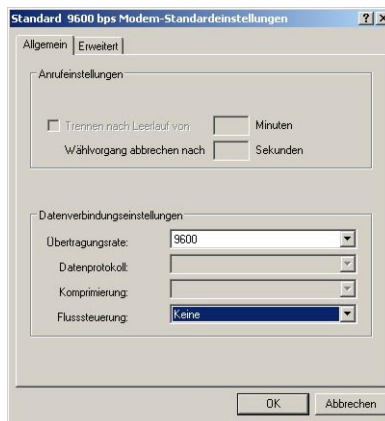 Standard 9600 bps Modem-Standardeinstellungen
Allgemein Erweitert
Anrufeinstellungen
Trennen nach Leerlauf von Minuten
Wählvorgang abbrechen nach Sekunden
Datenverbindungseinstellungen
Übertragungsrate: 9600
Datenprotokoll:
Komprimierung:
Flusssteuerung: Keine
OK Abbrechen